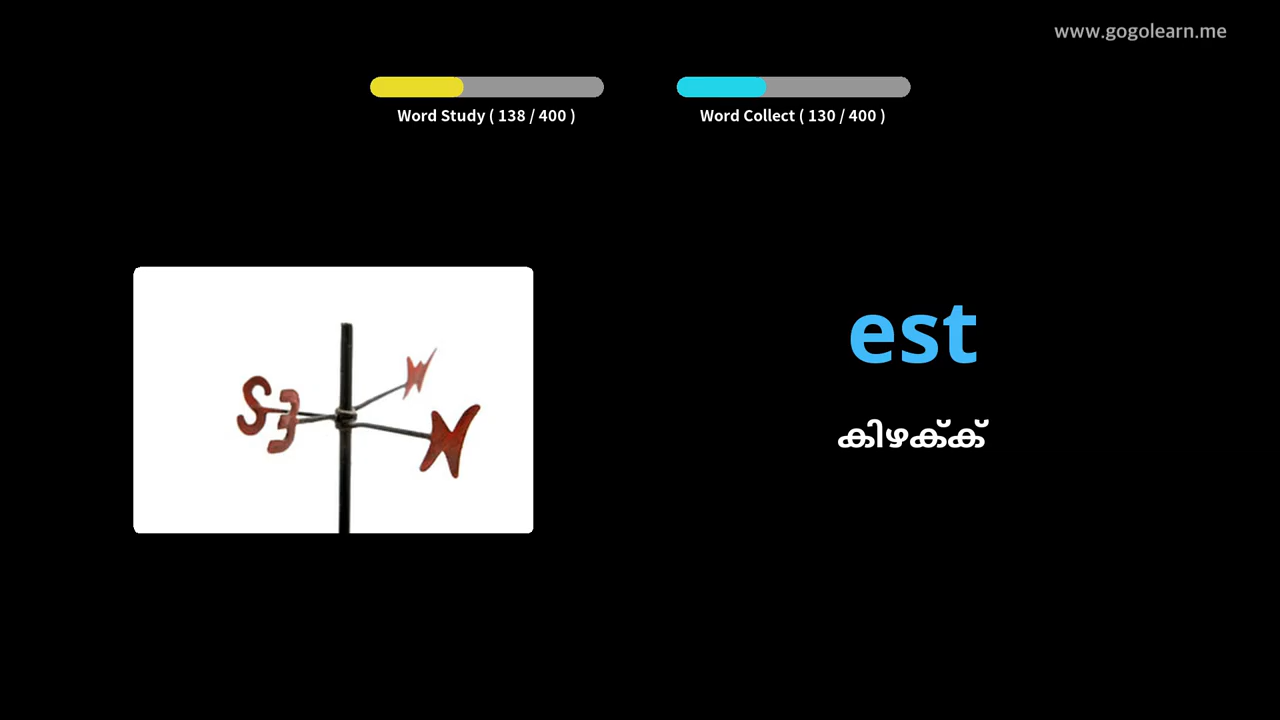 www.gogolearn.me
Word Study ( 138 / 400 )
Word Collect ( 130 / 400 )
S E N
est
കിഴക്ക്